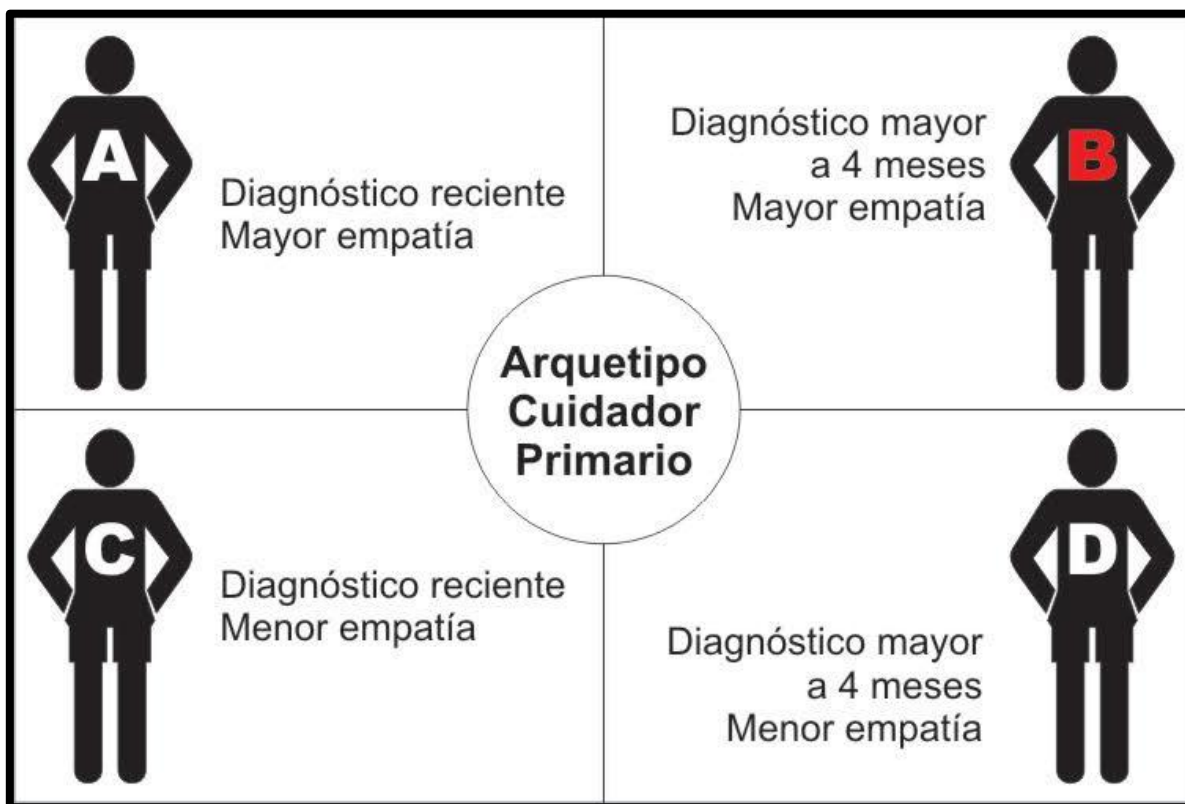 A
Diagnóstico reciente
Mayor empatía
Diagnóstico mayor
a 4 meses
Mayor empatía
B
Arquetipo
Cuidador
Primario
C
Diagnóstico reciente
Menor empatía
Diagnóstico mayor
a 4 meses
Menor empatía
D